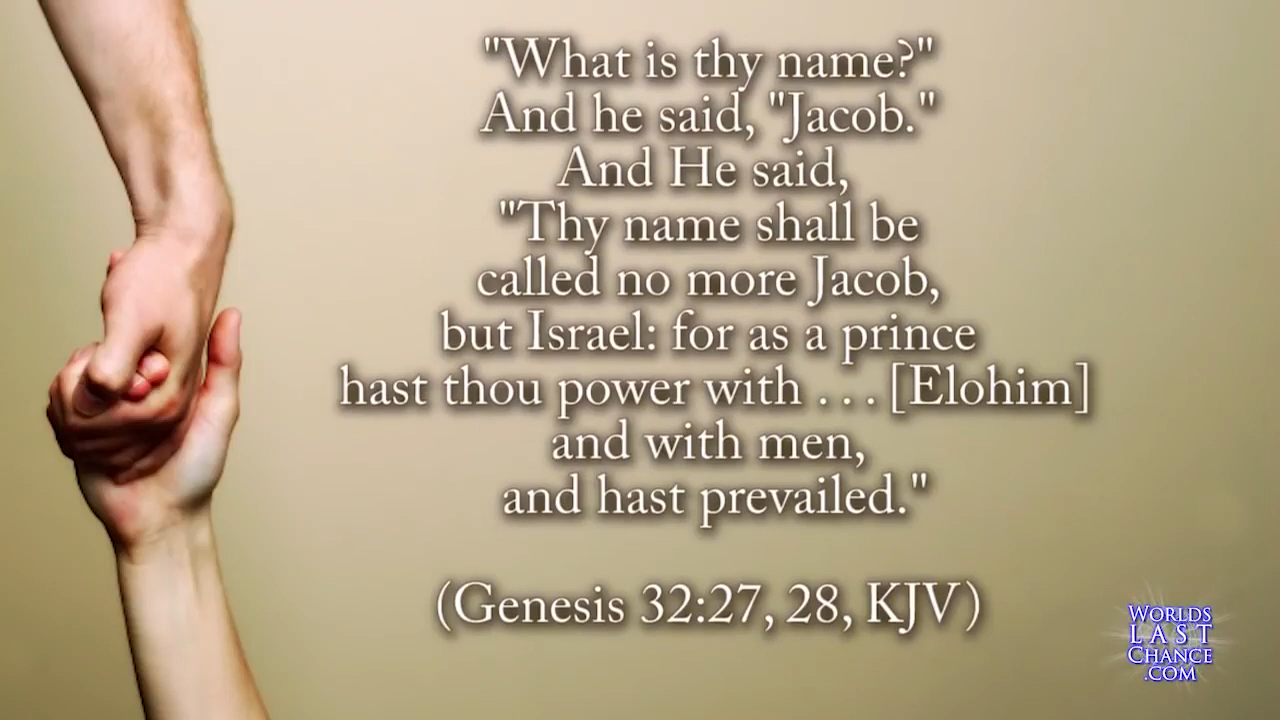 "What is thy name?"
And he said, "Jacob."
And He said,
"Thy name shall be
called no more Jacob,
but Israel: for as a prince
hast thou power with . . . [Elohim]
and with men,
and hast prevailed."
(Genesis 32:27, 28, KJV)
WORLDS
LAST
CHANCE
.COM